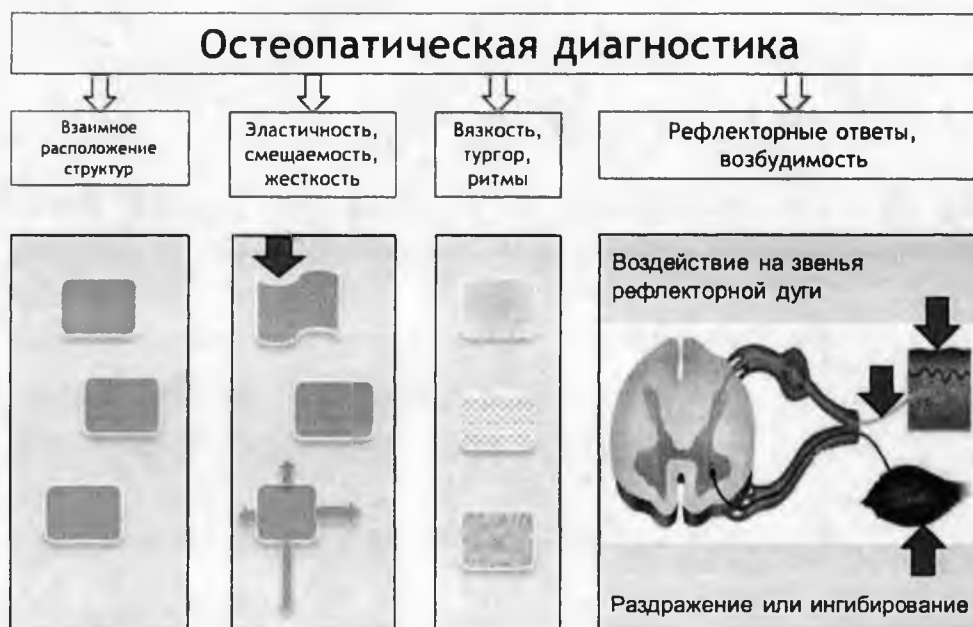 Остеопатическая диагностика
Взаимное
расположение
структур
Эластичность,
смещаемость,
жесткость
Вязкость,
тургор,
ритмы
Рефлекторные ответы,
возбудимость
Воздействие на звенья
рефлекторной дуги
Раздражение или ингибирование